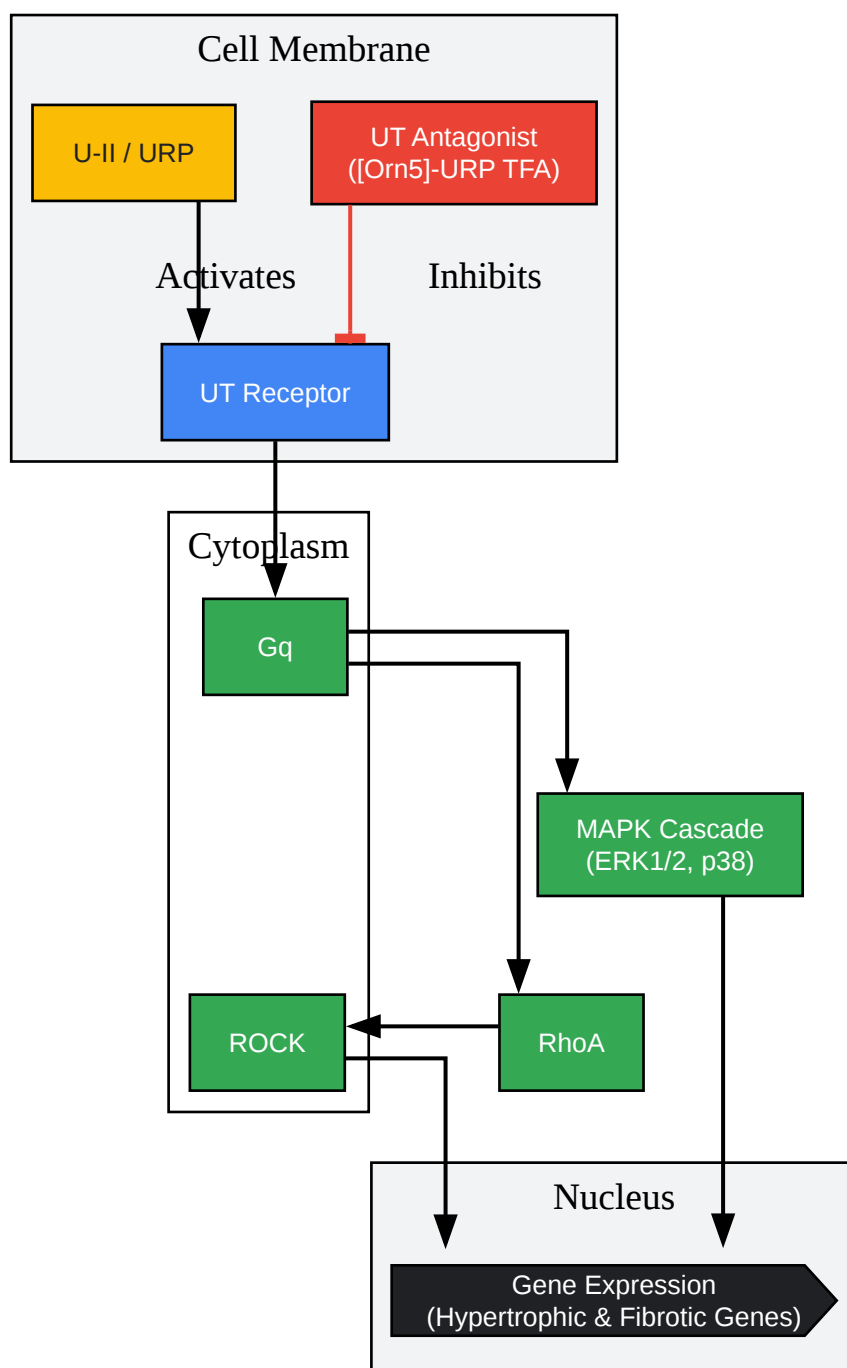 Cell Membrane
U-II / URP
UT Antagonist
([Orn5]-URP TFA)
Activates
Inhibits
UT Receptor
Cytoplasm
Gq
MAPK Cascade
(ERK1/2, p38)
ROCK
RhoA
Nucleus
Gene Expression
(Hypertrophic & Fibrotic Genes)